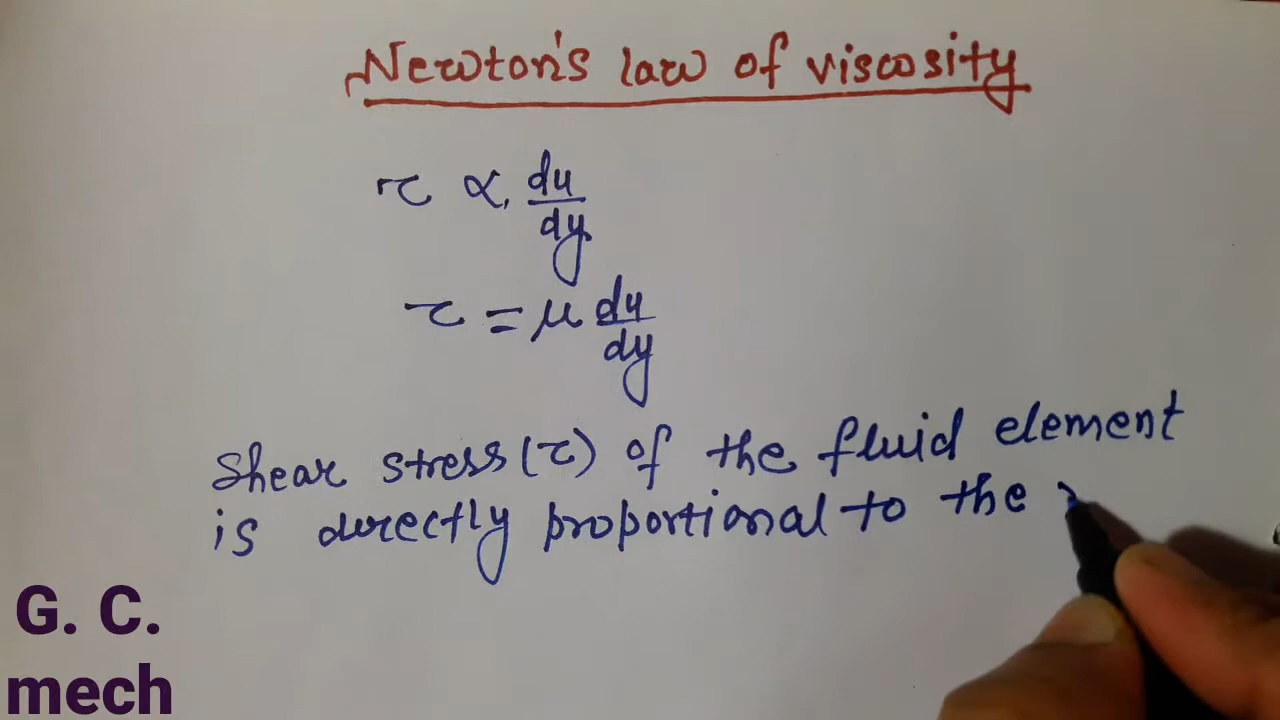 Newton's law of viscosity
τ ∝ du/dy
τ = μ du/dy
Shear stress (τ) of the fluid element
is directly proportional to the
G. C.
mech